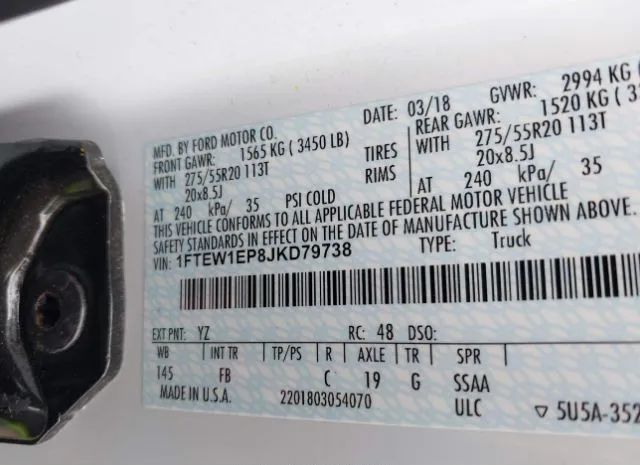 MFD. BY FORD MOTOR CO. DATE: 03/18 GVWR: 2994 KG (
FRONT GAWR: 1565 KG ( 3450 LB) REAR GAWR: 1520 KG ( 3
WITH 275/55R20 113T TIRES WITH 275/55R20 113T
20x8.5J RIMS 20x8.5J
AT 240 kPa/ 35 PSI COLD AT 240 kPa/ 35
THIS VEHICLE CONFORMS TO ALL APPLICABLE FEDERAL MOTOR VEHICLE
SAFETY STANDARDS IN EFFECT ON THE DATE OF MANUFACTURE SHOWN ABOVE.
VIN: 1FTEW1EP8JKD79738 TYPE: Truck
EXT PNT: YZ RC: 48 DSO:
WB INT TR TP/PS R AXLE TR SPR
145 FB C 19 G SSAA
MADE IN U.S.A. 2201803054070 ULC ▽ 5U5A-352